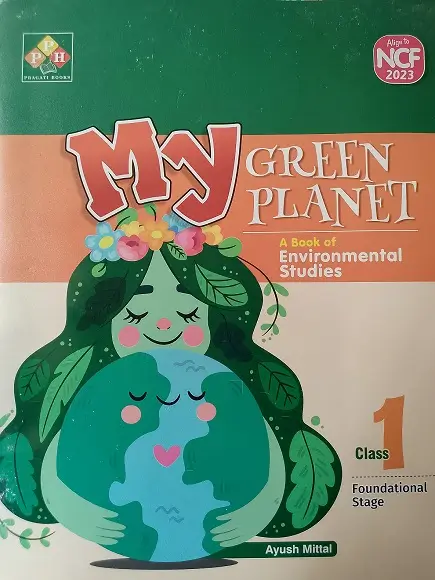 PPH
PRAGATI BOOKS
Align to
NCF
2023
My
GREEN
PLANET
A Book of
Environmental
Studies
Class 1
Foundational
Stage
Ayush Mittal